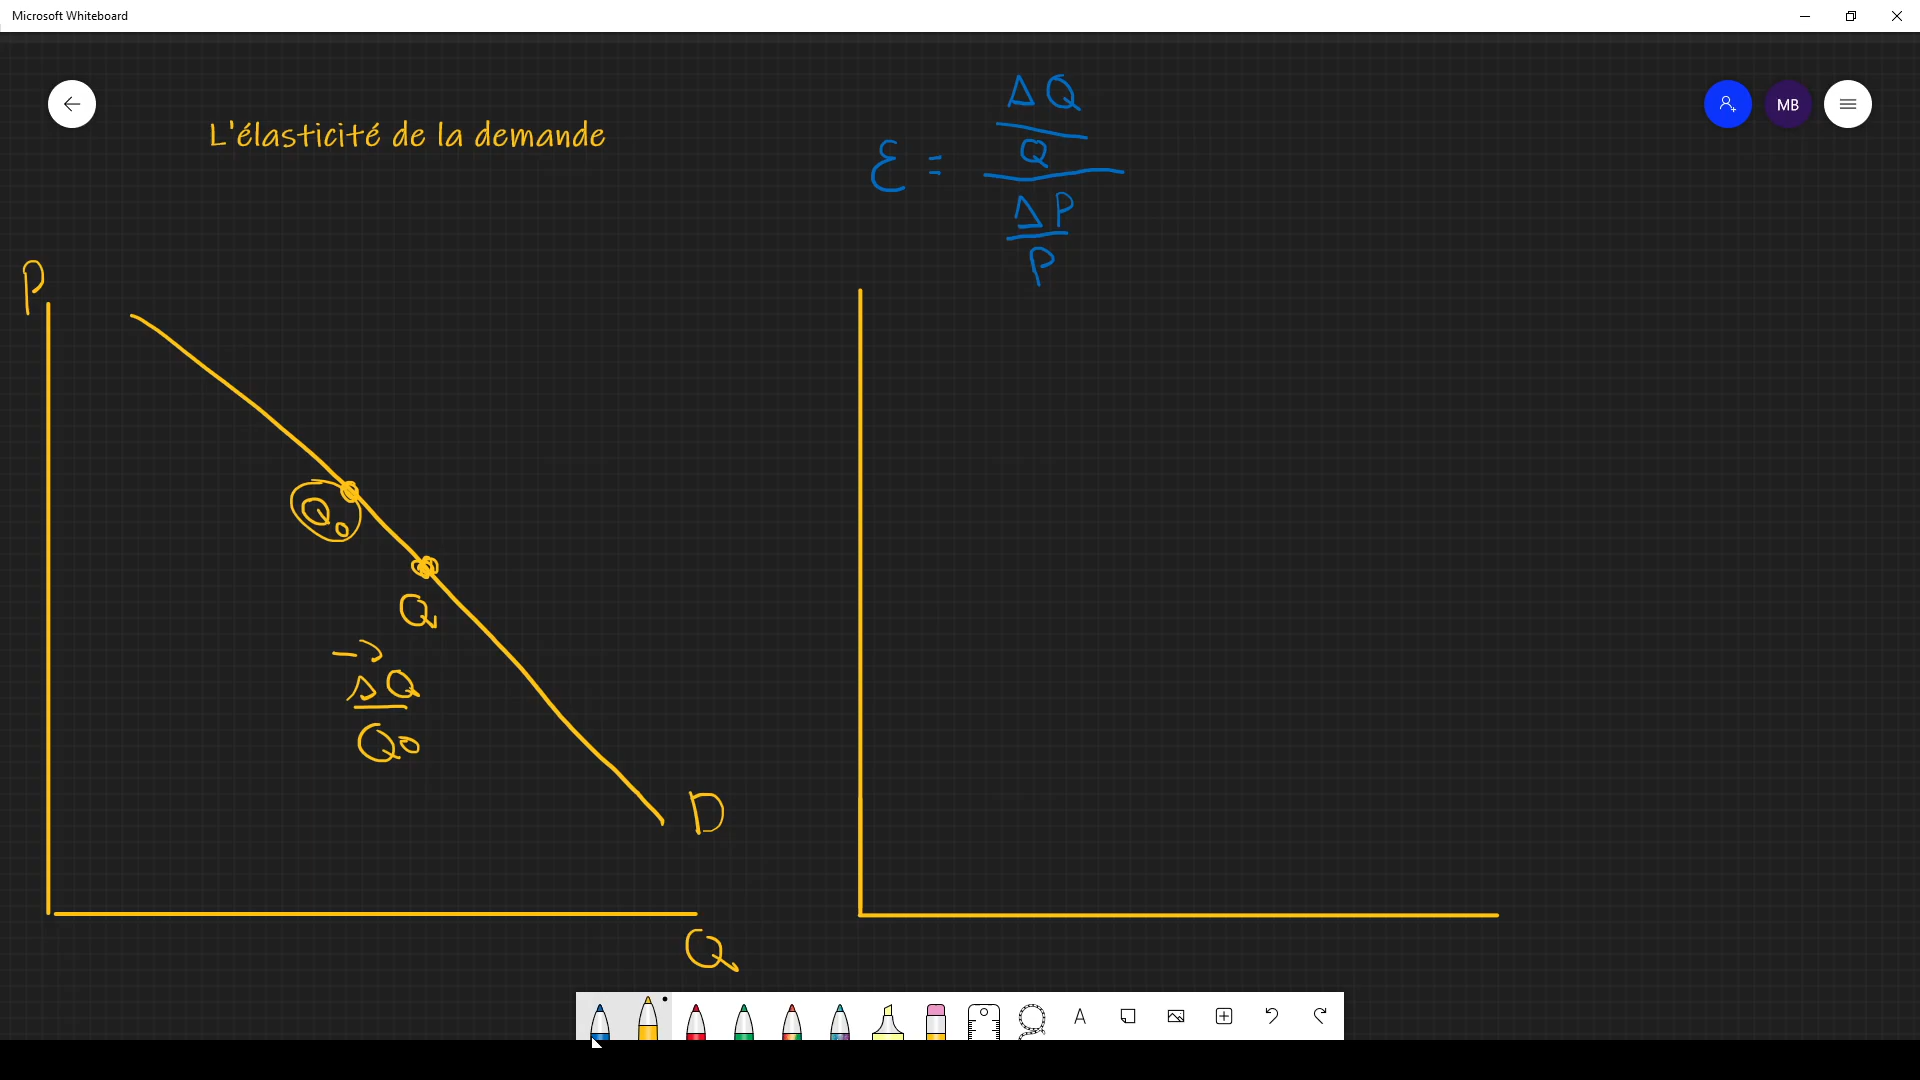 Microsoft Whiteboard
MB
L'élasticité de la demande
ΔQ
Q
ε =
ΔP
P
P
Q₀
Q
ΔQ
Q₀
D
Q
A